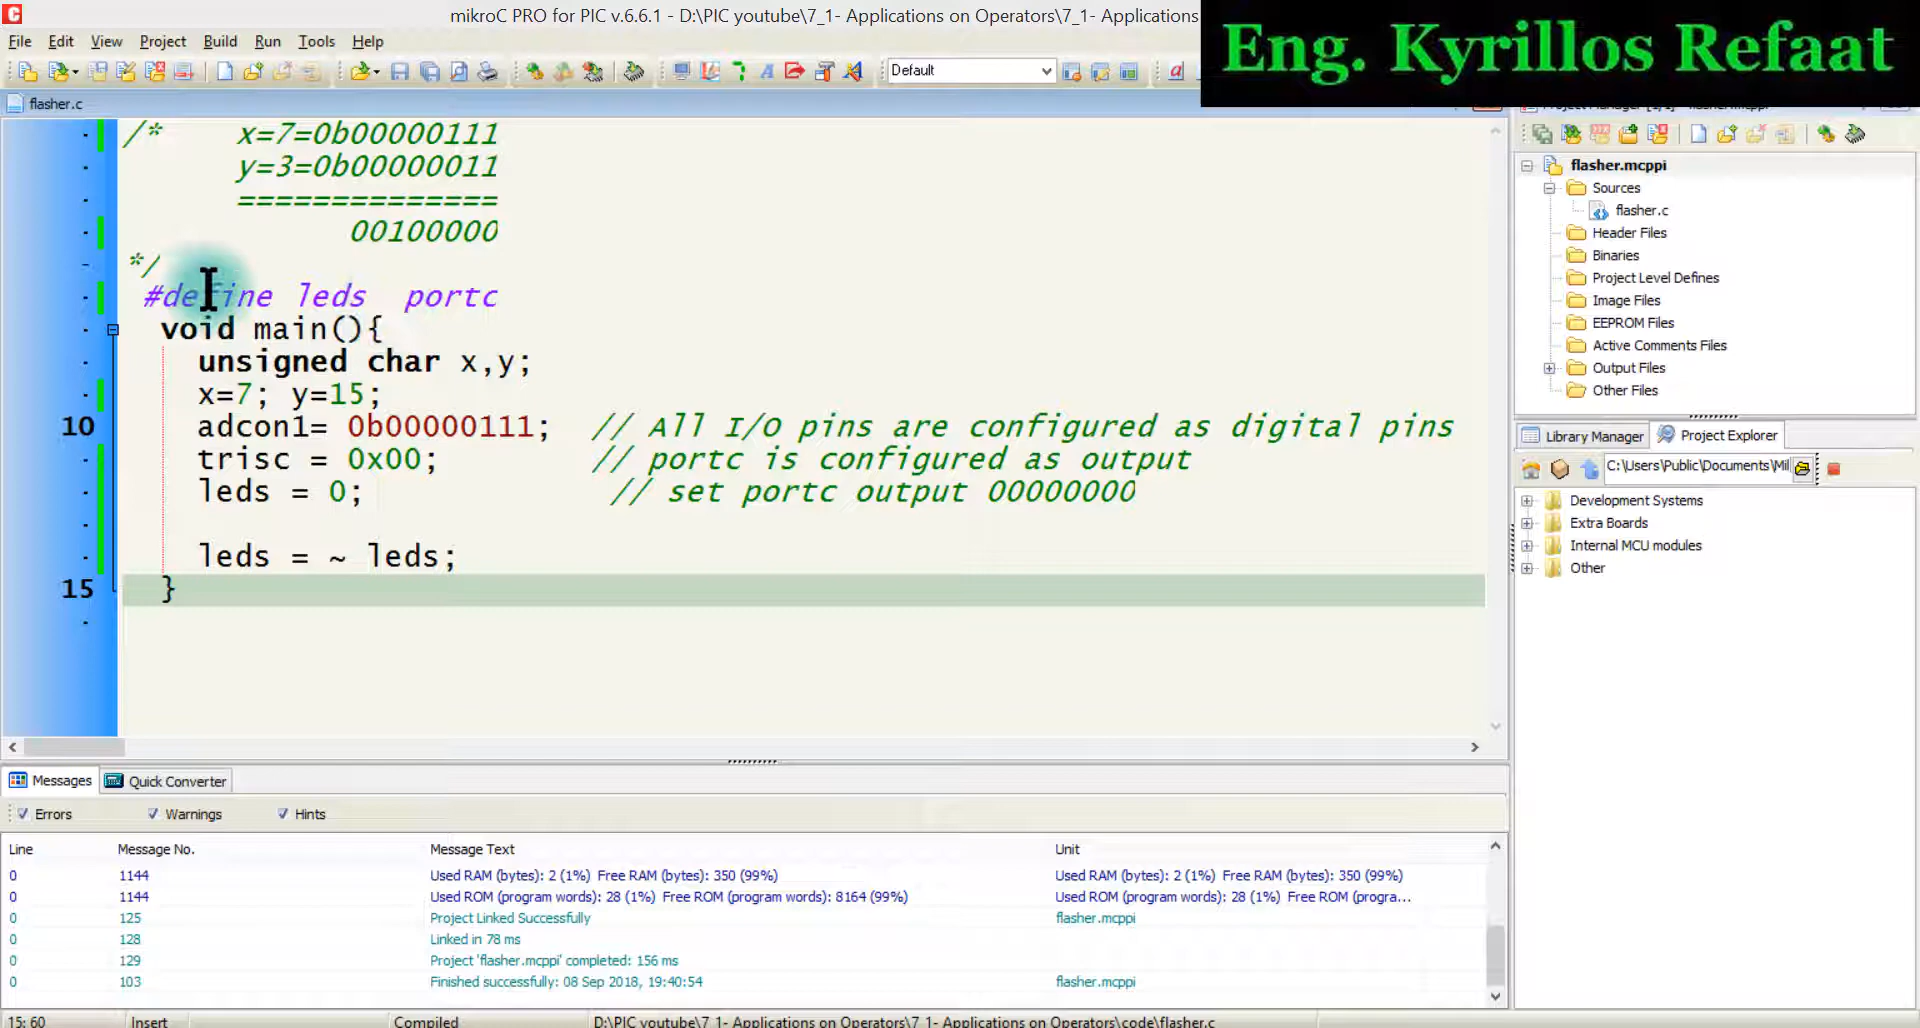 mikroC PRO for PIC v.6.6.1 - D:\PIC youtube\7_1- Applications on Operators\7_1- Applications
Eng. Kyrillos Refaat
File Edit View Project Build Run Tools Help
Default
flasher.c
/* x=7=0b00000111
y=3=0b00000011
==============
00100000
*/
#define leds portc
void main(){
unsigned char x,y;
x=7; y=15;
10 adcon1= 0b00000111; // All I/O pins are configured as digital pins
trisc = 0x00; // portc is configured as output
leds = 0; // set portc output 00000000
leds = ~ leds;
15 }
flasher.mcppi
Sources
flasher.c
Header Files
Binaries
Project Level Defines
Image Files
EEPROM Files
Active Comments Files
Output Files
Other Files
Library Manager Project Explorer
C:\Users\Public\Documents\Mil
Development Systems
Extra Boards
Internal MCU modules
Other
Messages Quick Converter
Errors Warnings Hints
Line Message No. Message Text Unit
0 1144 Used RAM (bytes): 2 (1%) Free RAM (bytes): 350 (99%) Used RAM (bytes): 2 (1%) Free RAM (bytes): 350 (99%)
0 1144 Used ROM (program words): 28 (1%) Free ROM (program words): 8164 (99%) Used ROM (program words): 28 (1%) Free ROM (progra...
0 125 Project Linked Successfully flasher.mcppi
0 128 Linked in 78 ms
0 129 Project 'flasher.mcppi' completed: 156 ms
0 103 Finished successfully: 08 Sep 2018, 19:40:54 flasher.mcppi
15: 60 Insert Compiled D:\PIC youtube\7_1- Applications on Operators\7_1- Applications on Operators\code\flasher.c